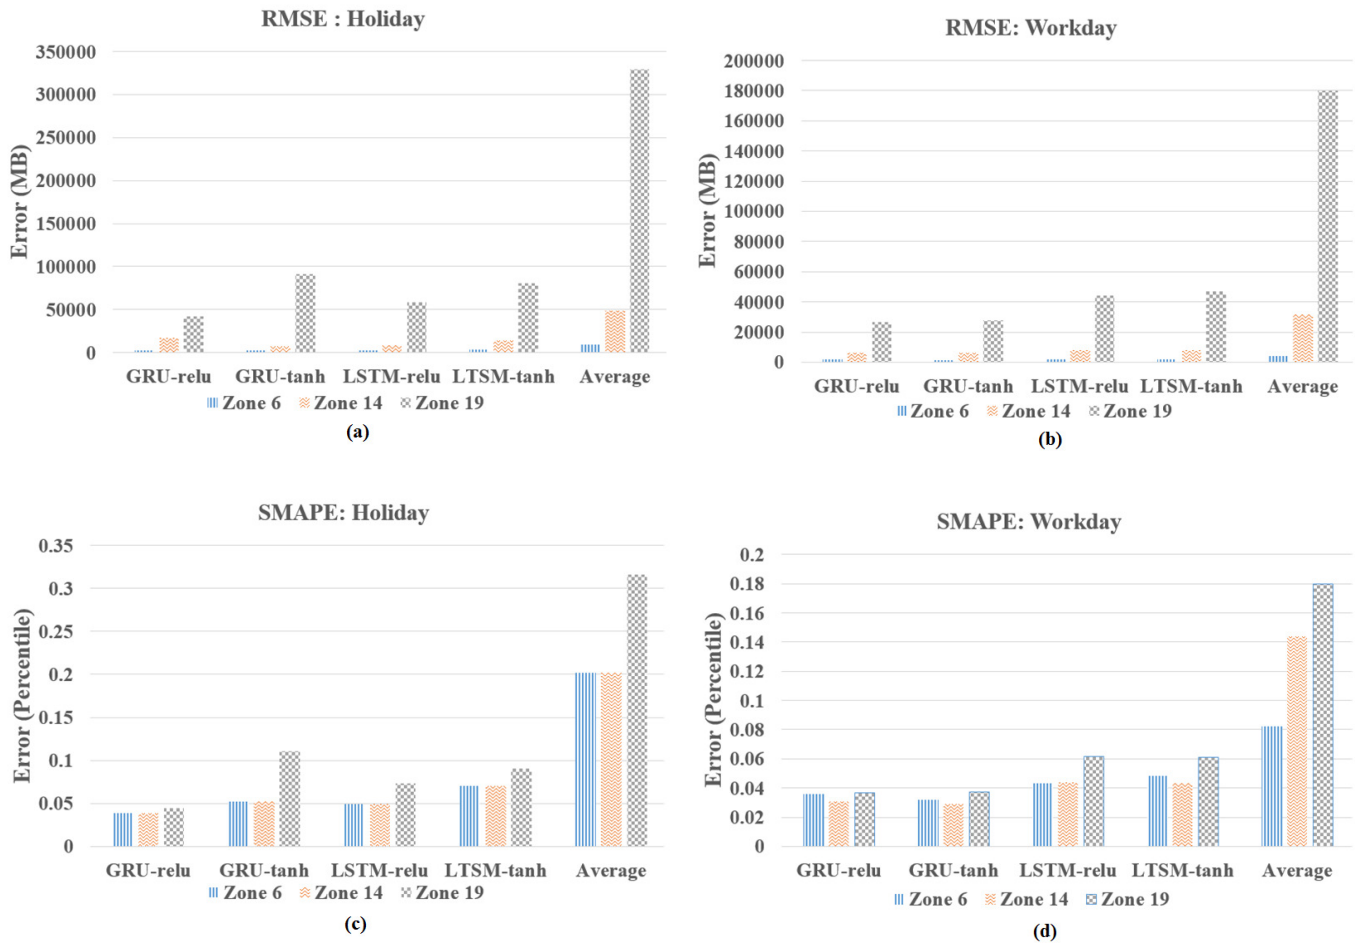 RMSE : Holiday
350000
300000
250000
200000
150000
100000
50000
0
Error (MB)
GRU-relu GRU-tanh LSTM-relu LTSM-tanh Average
Zone 6 Zone 14 Zone 19
(a)
RMSE: Workday
200000
180000
160000
140000
120000
100000
80000
60000
40000
20000
0
Error (MB)
GRU-relu GRU-tanh LSTM-relu LTSM-tanh Average
Zone 6 Zone 14 Zone 19
(b)
SMAPE: Holiday
0.35
0.3
0.25
0.2
0.15
0.1
0.05
0
Error (Percentile)
GRU-relu GRU-tanh LSTM-relu LTSM-tanh Average
Zone 6 Zone 14 Zone 19
(c)
SMAPE: Workday
0.2
0.18
0.16
0.14
0.12
0.1
0.08
0.06
0.04
0.02
0
Error (Percentile)
GRU-relu GRU-tanh LSTM-relu LTSM-tanh Average
Zone 6 Zone 14 Zone 19
(d)